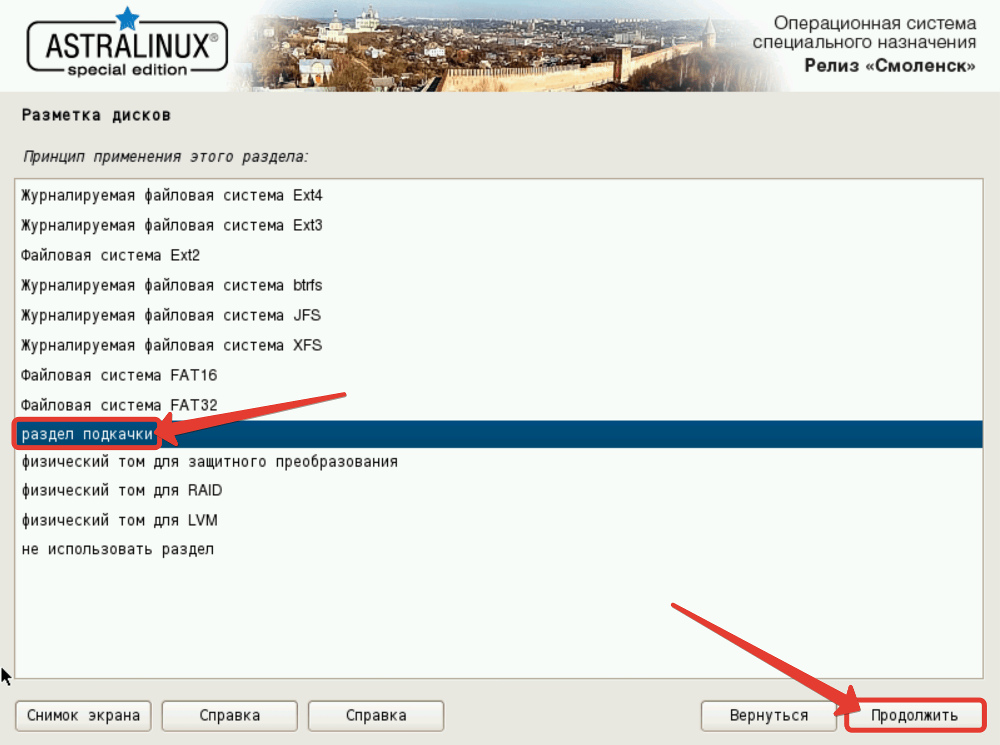 ASTRALINUX®
special edition
Операционная система
специального назначения
Релиз «Смоленск»
Разметка дисков
Принцип применения этого раздела:
Журналируемая файловая система Ext4
Журналируемая файловая система Ext3
Файловая система Ext2
Журналируемая файловая система btrfs
Журналируемая файловая система JFS
Журналируемая файловая система XFS
Файловая система FAT16
Файловая система FAT32
раздел подкачки
физический том для защитного преобразования
физический том для RAID
физический том для LVM
не использовать раздел
Снимок экрана
Справка
Справка
Вернуться
Продолжить